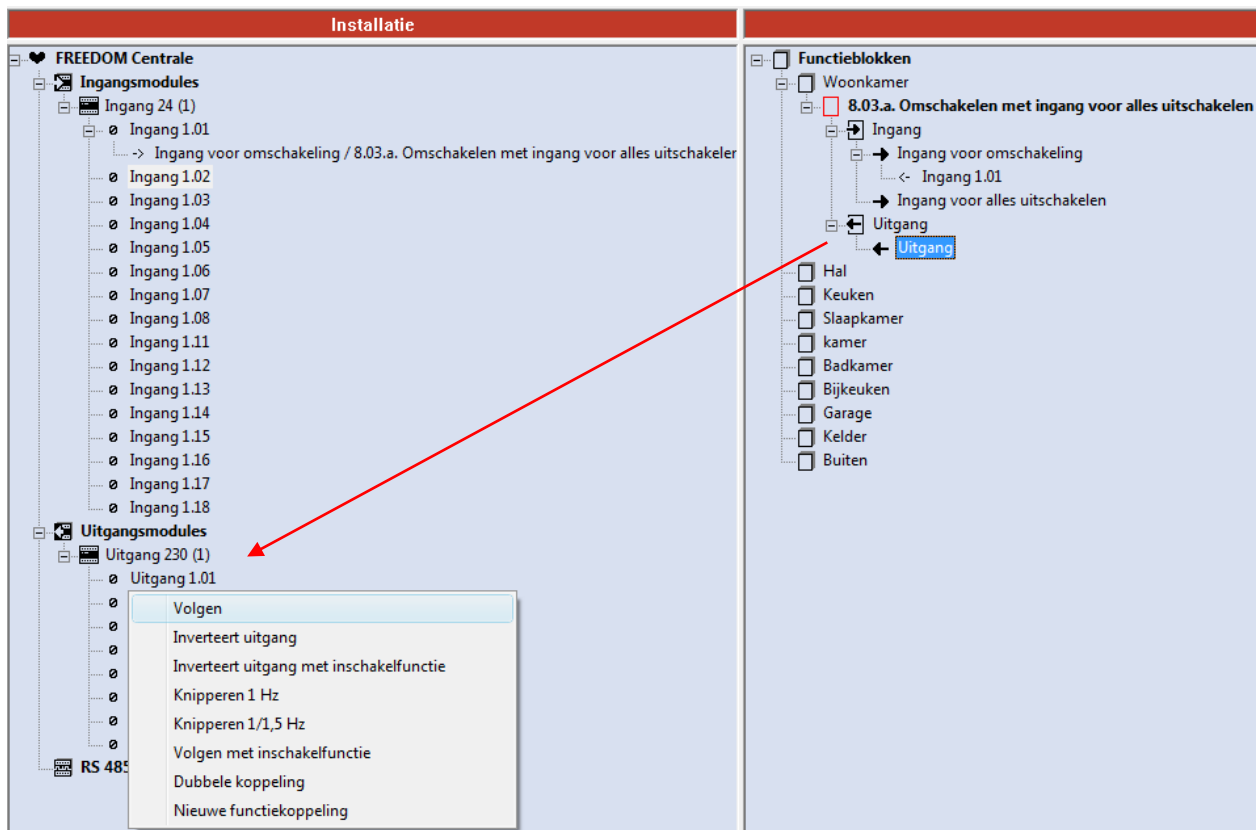 Installatie
FREEDOM Centrale
Ingangsmodules
Ingang 24 (1)
Ingang 1.01
-> Ingang voor omschakeling / 8.03.a. Omschakelen met ingang voor alles uitschakeler
Ingang 1.02
Ingang 1.03
Ingang 1.04
Ingang 1.05
Ingang 1.06
Ingang 1.07
Ingang 1.08
Ingang 1.11
Ingang 1.12
Ingang 1.13
Ingang 1.14
Ingang 1.15
Ingang 1.16
Ingang 1.17
Ingang 1.18
Uitgangsmodules
Uitgang 230 (1)
Uitgang 1.01
RS 485
Volgen
Inverteert uitgang
Inverteert uitgang met inschakelfunctie
Knipperen 1 Hz
Knipperen 1/1,5 Hz
Volgen met inschakelfunctie
Dubbele koppeling
Nieuwe functiekoppeling
Functieblokken
Woonkamer
8.03.a. Omschakelen met ingang voor alles uitschakelen
Ingang
Ingang voor omschakeling
<- Ingang 1.01
Ingang voor alles uitschakelen
Uitgang
Uitgang
Hal
Keuken
Slaapkamer
kamer
Badkamer
Bijkeuken
Garage
Kelder
Buiten